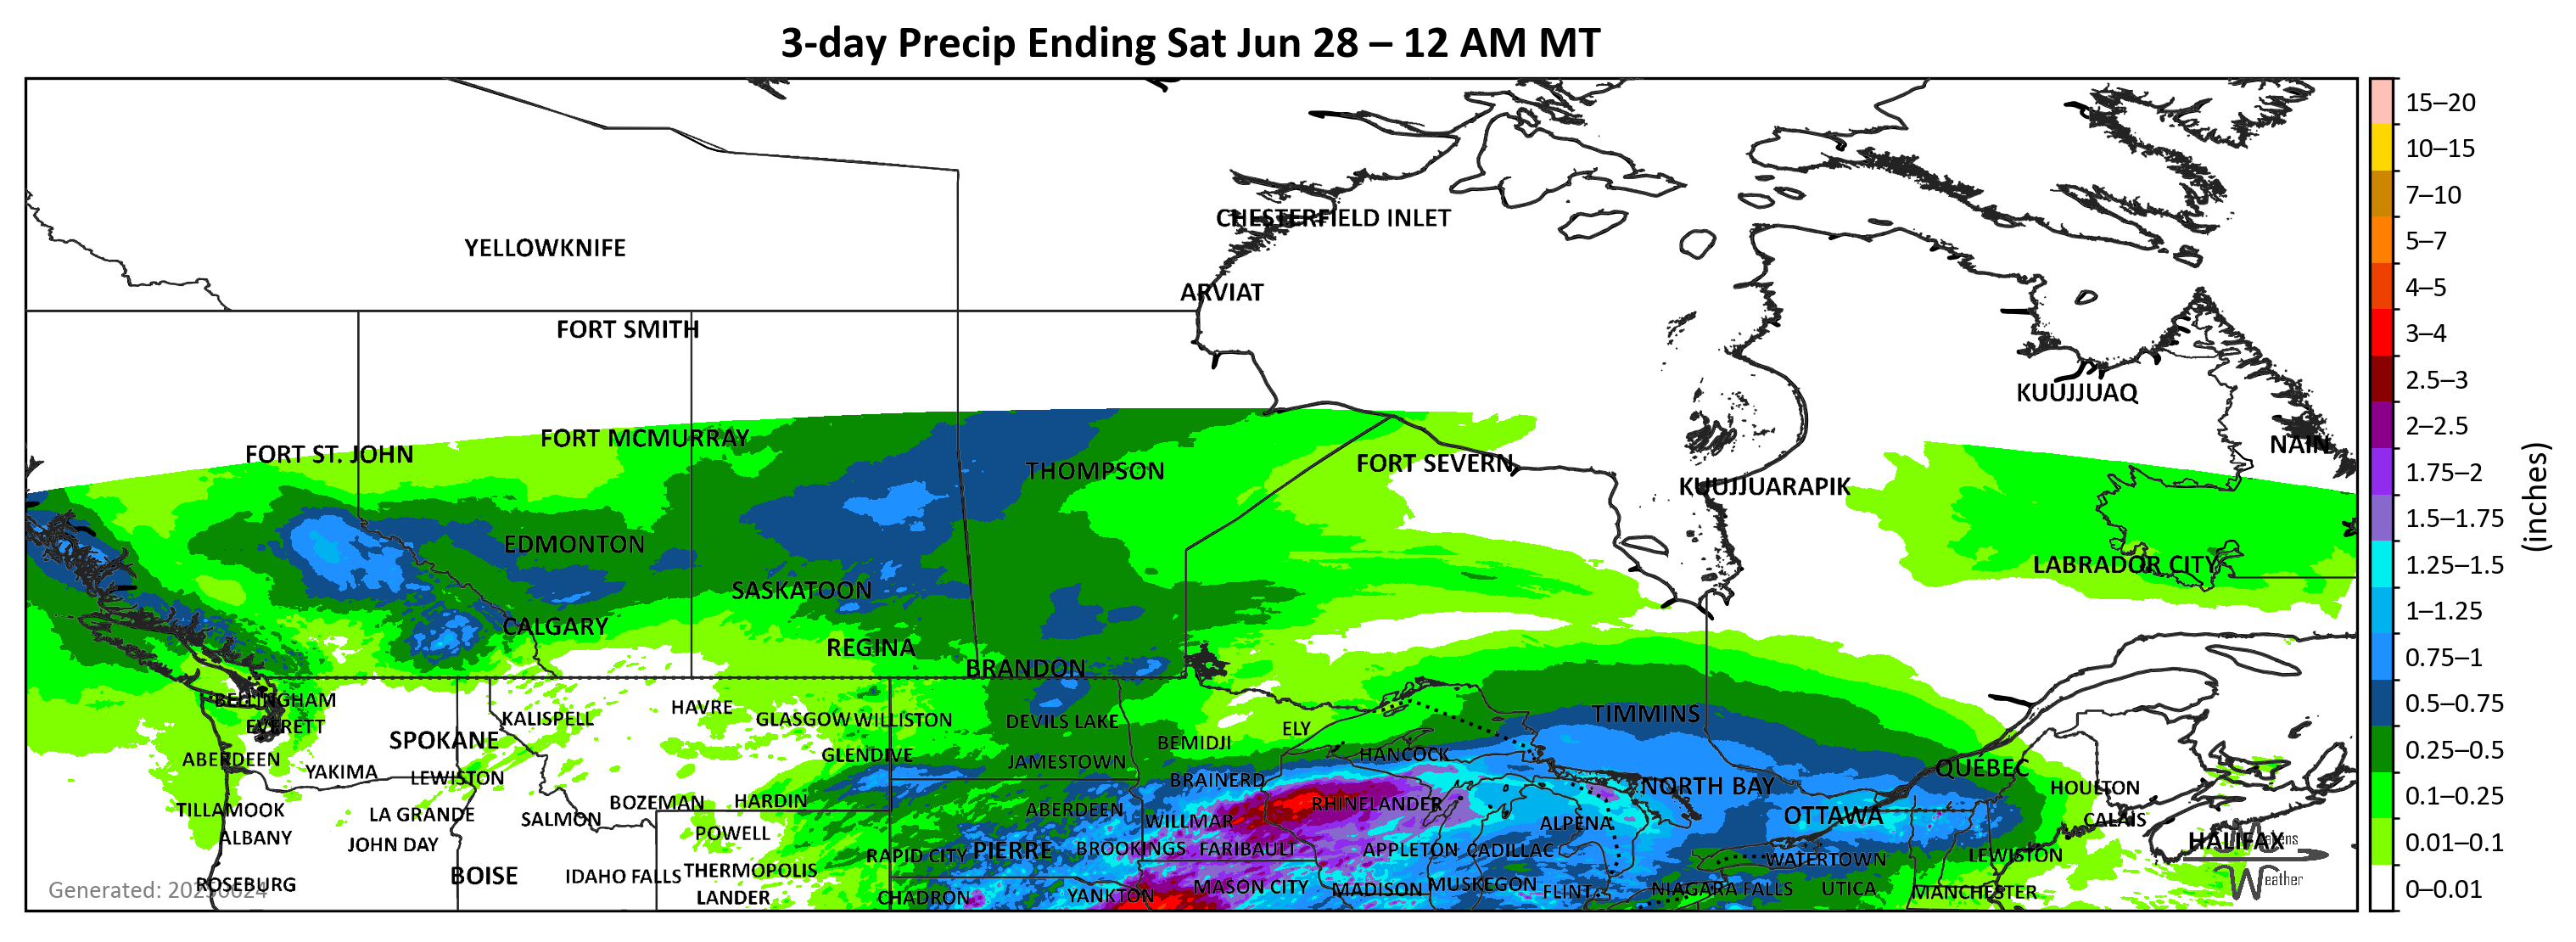 3-day Precip Ending Sat Jun 28 – 12 AM MT
CHESTERFIELD INLET
YELLOWKNIFE
ARVIAT
FORT SMITH
KUUJJUAQ
FORT MCMURRAY
NAIN
FORT ST. JOHN
THOMPSON
FORT SEVERN
KUUJJUARAPIK
EDMONTON
LABRADOR CITY
SASKATOON
CALGARY
REGINA
BRANDON
BELLINGHAM
HAVRE
KALISPELL
GLASGOW
WILLISTON
DEVILS LAKE
TIMMINS
EVERETT
ELY
SPOKANE
BEMIDJI
GLENDIVE
HANCOCK
ABERDEEN
JAMESTOWN
QUÉBEC
YAKIMA
LEWISTON
BRAINERD
NORTH BAY
HOULTON
BOZEMAN
HARDIN
RHINELANDER
TILLAMOOK
LA GRANDE
SALMON
ABERDEEN
WILLMAR
ALPENA
OTTAWA
CALAIS
ALBANY
JOHN DAY
POWELL
HALIFAX
RAPID CITY
PIERRE
BROOKINGS
FARIBAULT
APPLETON
CADILLAC
WATERTOWN
LEWISTON
BOISE
IDAHO FALLS
THERMOPOLIS
ROSEBURG
LANDER
CHADRON
YANKTON
MASON CITY
MADISON
MUSKEGON
FLINT
NIAGARA FALLS
UTICA
MANCHESTER
Weather
Generated: 20250624
15–20
10–15
7–10
5–7
4–5
3–4
2.5–3
2–2.5
1.75–2
1.5–1.75
1.25–1.5
1–1.25
0.75–1
0.5–0.75
0.25–0.5
0.1–0.25
0.01–0.1
0–0.01
(inches)